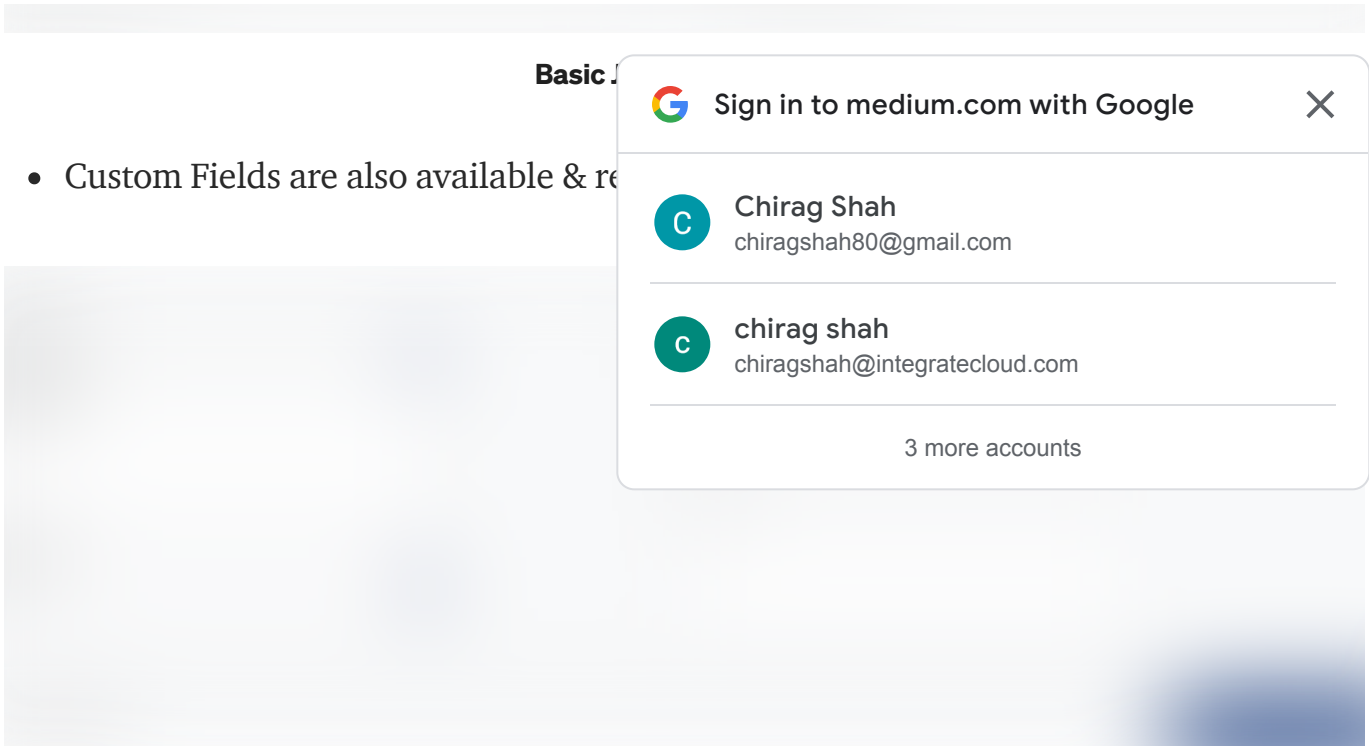 Basic
Sign in to medium.com with Google
• Custom Fields are also available &
Chirag Shah
C
chiragshah80@gmail.com
chirag shah
c
chiragshah@integratecloud.com
3 more accounts